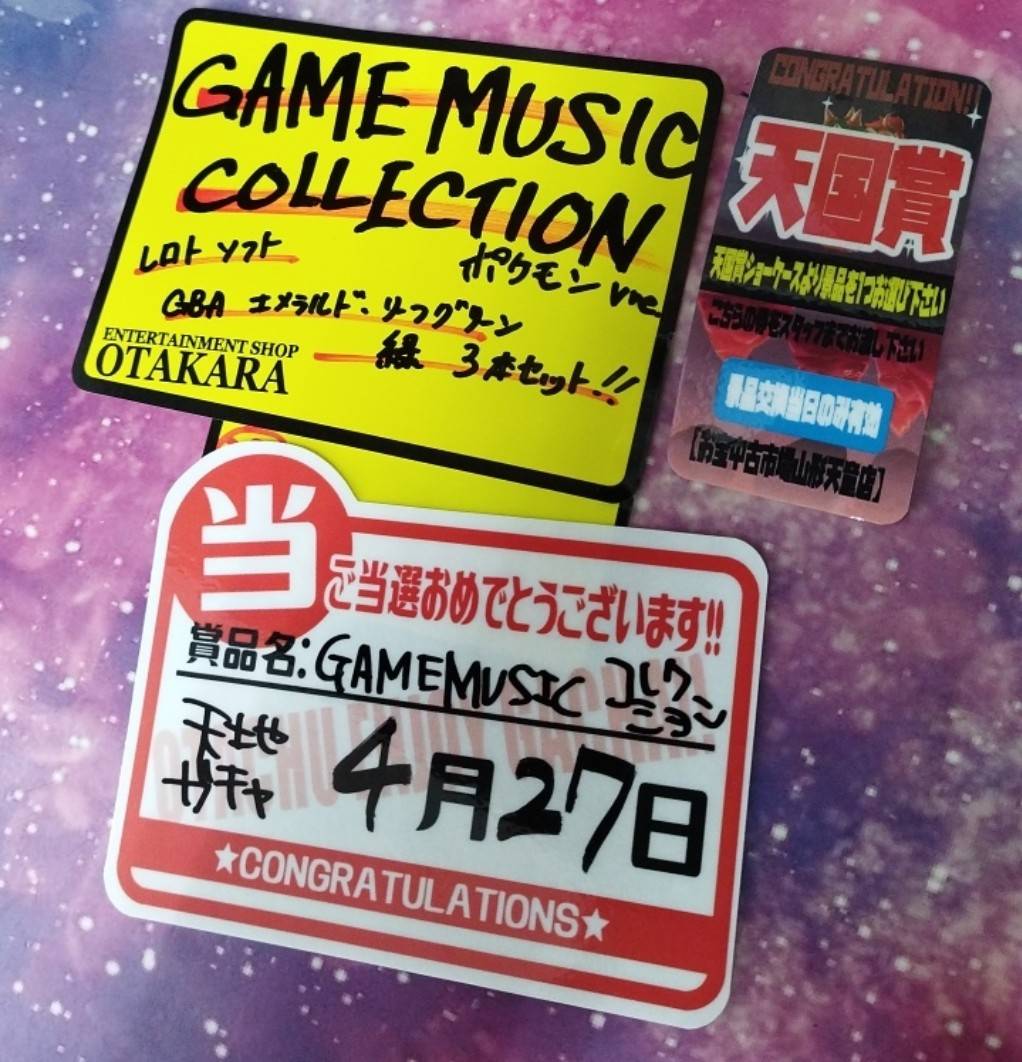 GAME MUSIC
COLLECTION
レロト ソフト
ポケモン ver
GBA エメラルド・リーフグリーン
緑 3本セット!!
ENTERTAINMENT SHOP
OTAKARA
CONGRATULATION!!
天国賞
天国賞ショーケースより景品を1つお選び下さい
こちらの券をスタッフまでお渡し下さい
景品交換当日のみ有効
【お宝中古市場山形天童店】
当
ご当選おめでとうございます!!
賞品名:GAMEMUSIC コレク
ション
天地
ガチャ
4月27日
★CONGRATULATIONS★